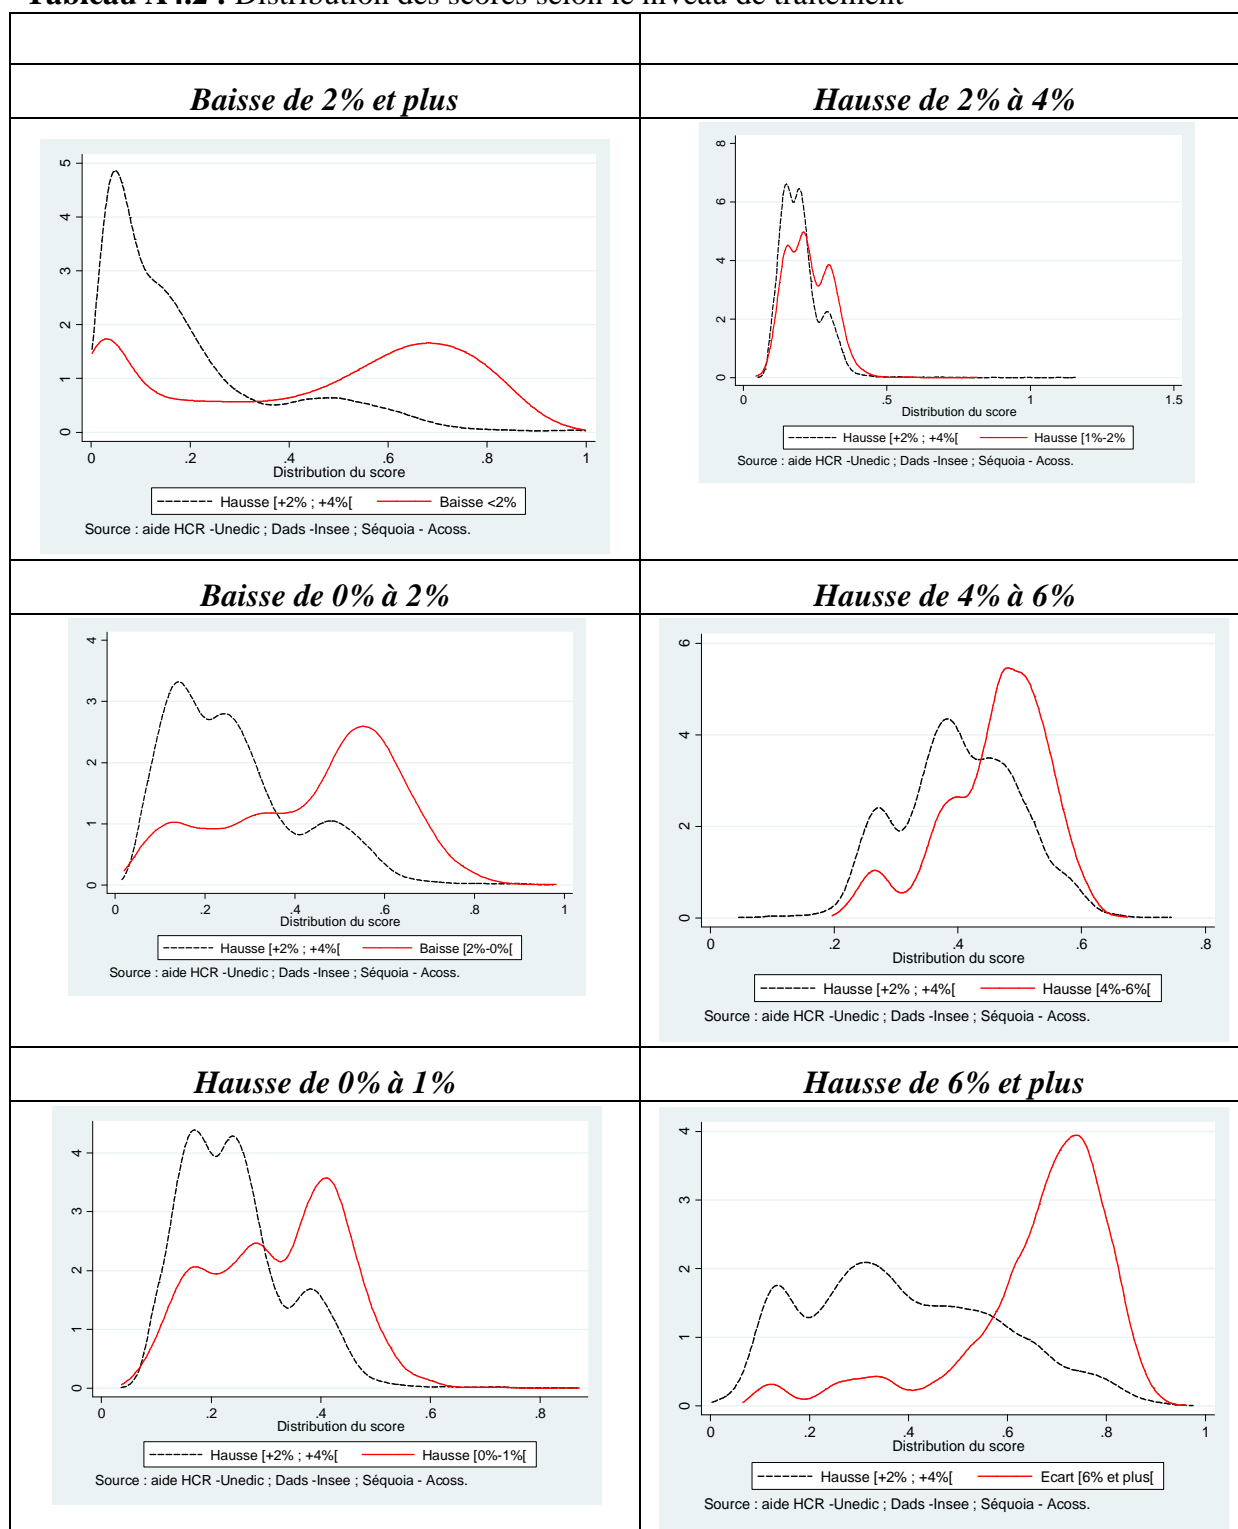 Tableau A4.2 : Distribution des scores selon le niveau de traitement
Baisse de 2% et plus
Hausse de 2% à 4%
5
4
3
2
1
0
0 .2 .4 .6 .8 1
Distribution du score
Hausse [+2% ; +4%[ Baisse <2%
Source : aide HCR -Unedic ; Dads -Insee ; Séquoia - Acoss.
8
6
4
2
0
0 .5 1 1.5
Distribution du score
Hausse [+2% ; +4%[ Hausse [1%-2%
Source : aide HCR -Unedic ; Dads -Insee ; Séquoia - Acoss.
Baisse de 0% à 2%
Hausse de 4% à 6%
4
3
2
1
0
0 .2 .4 .6 .8 1
Distribution du score
Hausse [+2% ; +4%[ Baisse [2%-0%[
Source : aide HCR -Unedic ; Dads -Insee ; Séquoia - Acoss.
6
4
2
0
0 .2 .4 .6 .8
Distribution du score
Hausse [+2% ; +4%[ Hausse [4%-6%[
Source : aide HCR -Unedic ; Dads -Insee ; Séquoia - Acoss.
Hausse de 0% à 1%
Hausse de 6% et plus
4
3
2
1
0
0 .2 .4 .6 .8
Distribution du score
Hausse [+2% ; +4%[ Hausse [0%-1%[
Source : aide HCR -Unedic ; Dads -Insee ; Séquoia - Acoss.
4
3
2
1
0
0 .2 .4 .6 .8 1
Distribution du score
Hausse [+2% ; +4%[ Ecart [6% et plus[
Source : aide HCR -Unedic ; Dads -Insee ; Séquoia - Acoss.